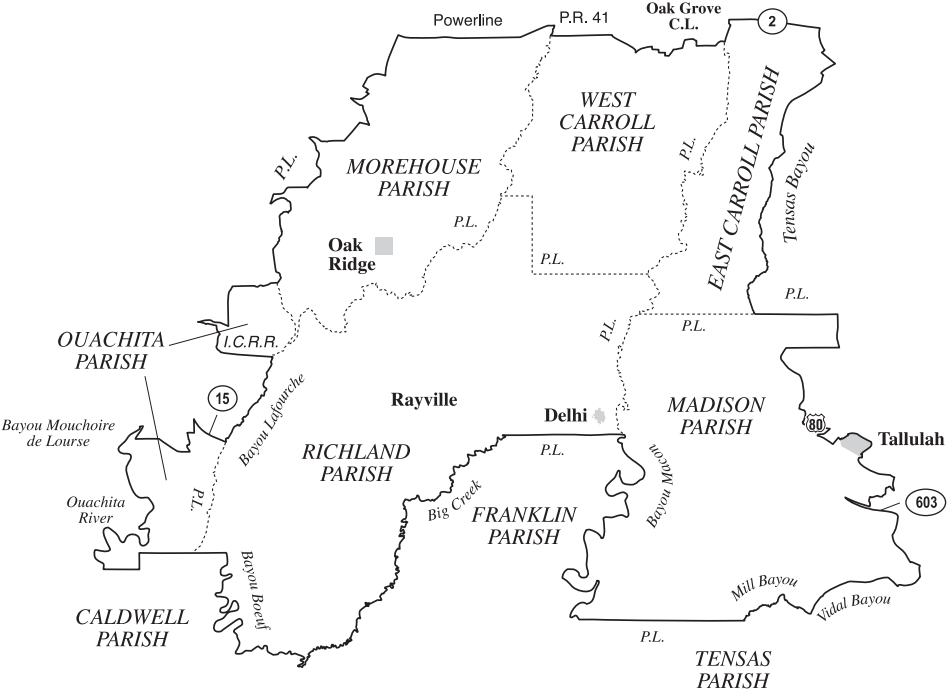 Oak Grove
C.L.
Powerline
P.R. 41
2
WEST
CARROLL
PARISH
EAST CARROLL PARISH
P.L.
P.L.
MOREHOUSE
PARISH
Tensas Bayou
P.L.
Oak
Ridge
P.L.
P.L.
P.L.
P.L.
I.C.R.R.
OUACHITA
PARISH
15
Bayou Lafourche
Rayville
Delhi
MADISON
PARISH
80
Tallulah
Bayou Mouchoire
de Lourse
RICHLAND
PARISH
P.L.
Bayou Macon
P.L.
Big Creek
Ouachita
River
FRANKLIN
PARISH
603
Bayou Boeuf
Mill Bayou
Vidal Bayou
CALDWELL
PARISH
P.L.
TENSAS
PARISH